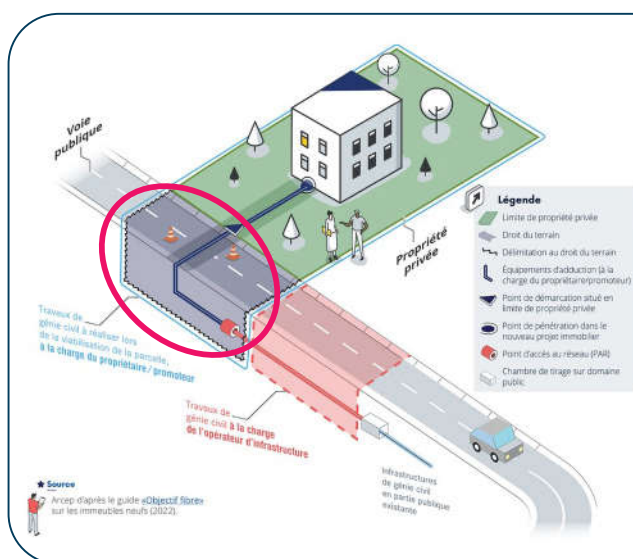 Voie
publique
Propriété
privée
Légende
Limite de propriété privée
Droit du terrain
Délimitation au droit du terrain
Équipements d'adduction (à la
charge du propriétaire/promoteur)
Point de démarcation situé en
limite de propriété privée
Point de pénétration dans le
nouveau projet immobilier
Point d'accès au réseau (PAR)
Chambre de tirage sur domaine
public
Travaux de
génie civil à réaliser lors
de la viabilisation de la parcelle,
à la charge du propriétaire / promoteur
Travaux de
génie civil à la charge
de l'opérateur d'infrastructure
Infrastructures
de génie civil
en partie publique
existante
Source
Arcep d'après le guide «Objectif fibre»
sur les immeubles neufs (2022).